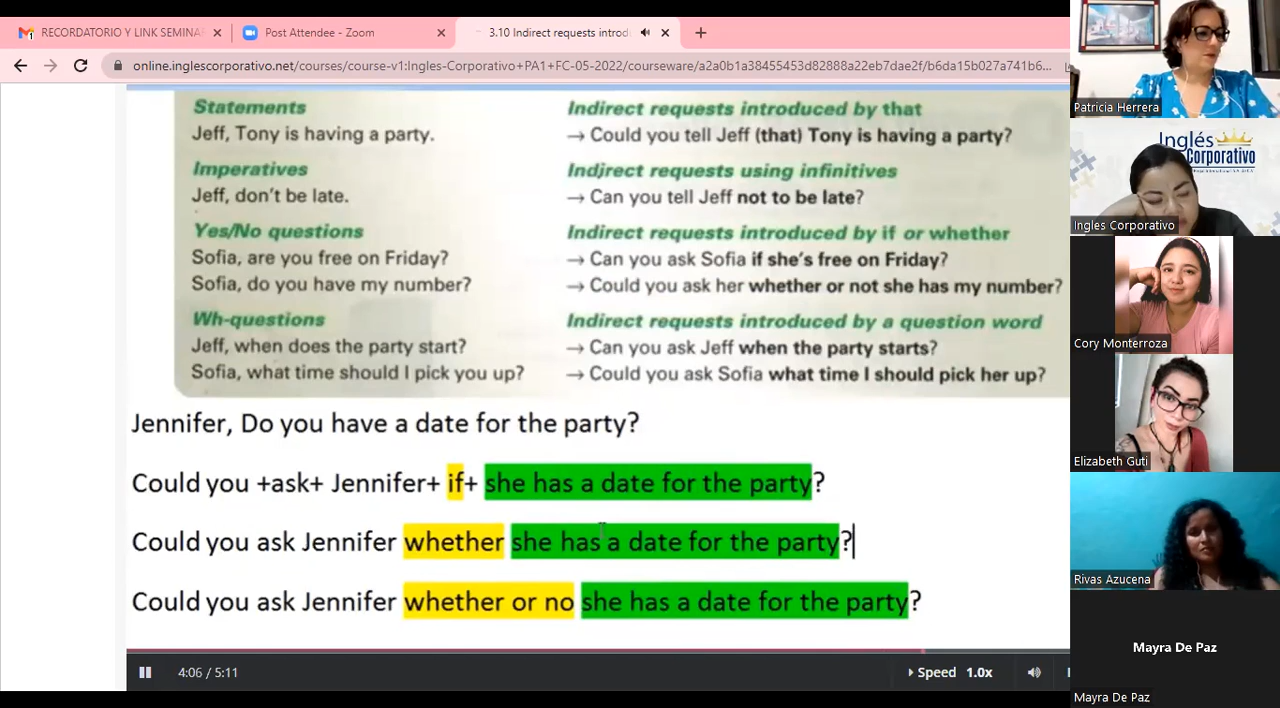 RECORDATORIO Y LINK SEMINA
Post Attendee - Zoom
3.10 Indirect requests introd
online.inglescorporativo.net/courses/course-v1:Ingles-Corporativo+PA1+FC-05-2022/courseware/a2a0b1a38455453d82888a22eb7dae2f/b6da15b027a741b6...
Statements
Indirect requests introduced by that
Jeff, Tony is having a party.
→ Could you tell Jeff (that) Tony is having a party?
Imperatives
Indirect requests using infinitives
Jeff, don't be late.
→ Can you tell Jeff not to be late?
Yes/No questions
Indirect requests introduced by if or whether
Sofia, are you free on Friday?
→ Can you ask Sofia if she's free on Friday?
Sofia, do you have my number?
→ Could you ask her whether or not she has my number?
Wh-questions
Indirect requests introduced by a question word
Jeff, when does the party start?
→ Can you ask Jeff when the party starts?
Sofia, what time should I pick you up?
→ Could you ask Sofia what time I should pick her up?
Jennifer, Do you have a date for the party?
Could you +ask+ Jennifer+ if+ she has a date for the party?
Could you ask Jennifer whether she has a date for the party?
Could you ask Jennifer whether or no she has a date for the party?
4:06 / 5:11
Speed 1.0x
Patricia Herrera
Inglés
Corporativo
Ingles Corporativo
Cory Monterroza
Elizabeth Guti
Rivas Azucena
Mayra De Paz
Mayra De Paz